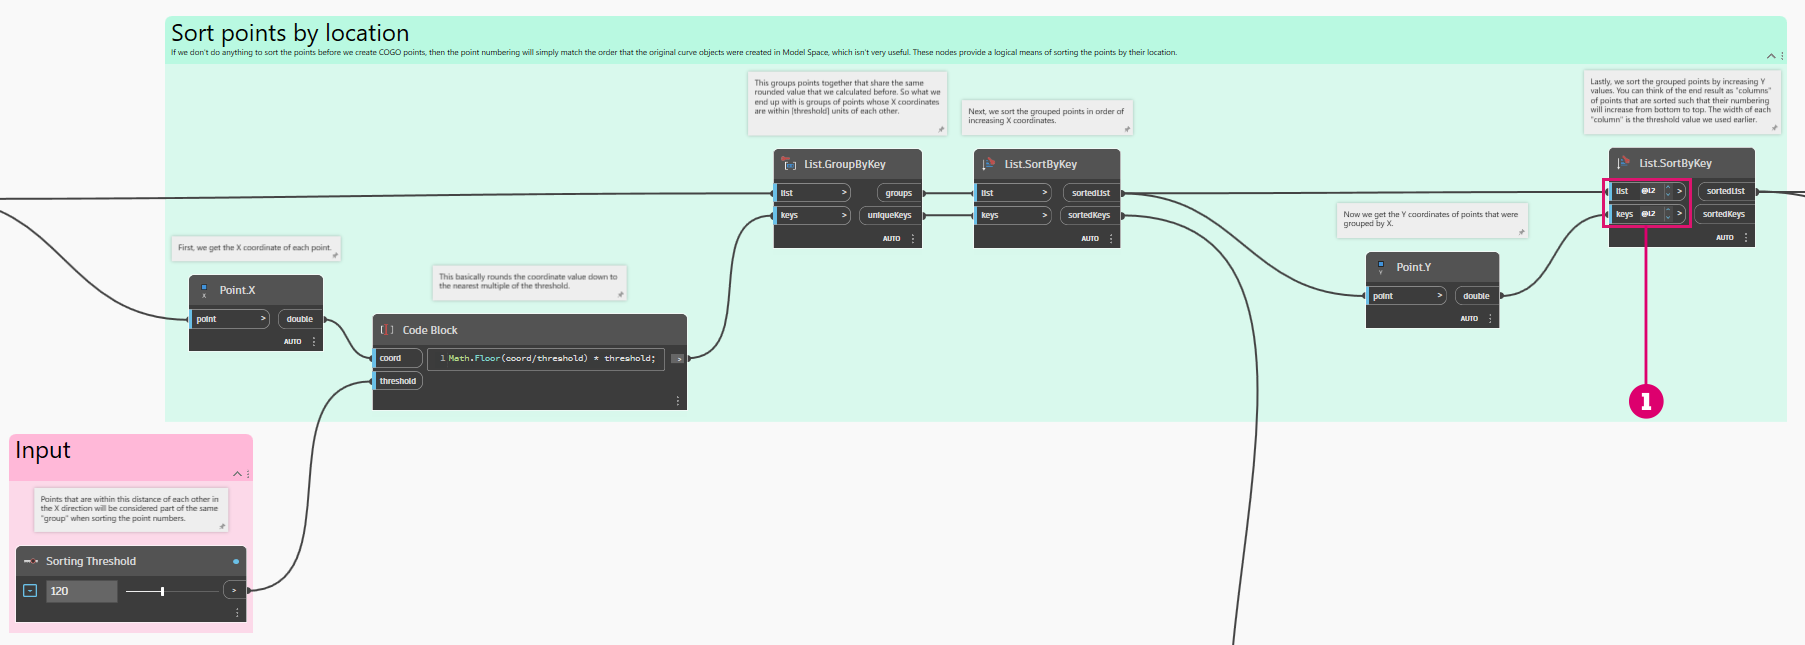 Sort points by location
If we don't do anything to sort the points before we create COGO points, then the point numbering will simply match the order that the original curve objects were created in Model Space, which isn't very useful. These nodes provide a logical means of sorting the points by their location.
This groups points together that share the same
rounded value that we calculated before. So what we
end up with is groups of points whose X coordinates
are within [threshold] units of each other.
Next, we sort the grouped points in order of
increasing X coordinates.
Lastly, we sort the grouped points by increasing Y
values. You can think of the end result as "columns"
of points that are sorted such that their numbering
will increase from bottom to top. The width of each
"column" is the threshold value we used earlier.
List.GroupByKey
list >
groups
keys >
uniqueKeys
AUTO
List.SortByKey
list >
sortedList
keys >
sortedKeys
AUTO
List.SortByKey
list @L2 >
sortedList
keys @L2 >
sortedKeys
AUTO
Now we get the Y coordinates of points that were
grouped by X.
First, we get the X coordinate of each point.
This basically rounds the coordinate value down to
the nearest multiple of the threshold.
X
Point.X
point >
double
AUTO
Y
Point.Y
point >
double
AUTO
Code Block
coord
1 Math.Floor(coord/threshold) * threshold;
>
threshold
1
Input
Points that are within this distance of each other in
the X direction will be considered part of the same
"group" when sorting the point numbers.
Sorting Threshold
120
>